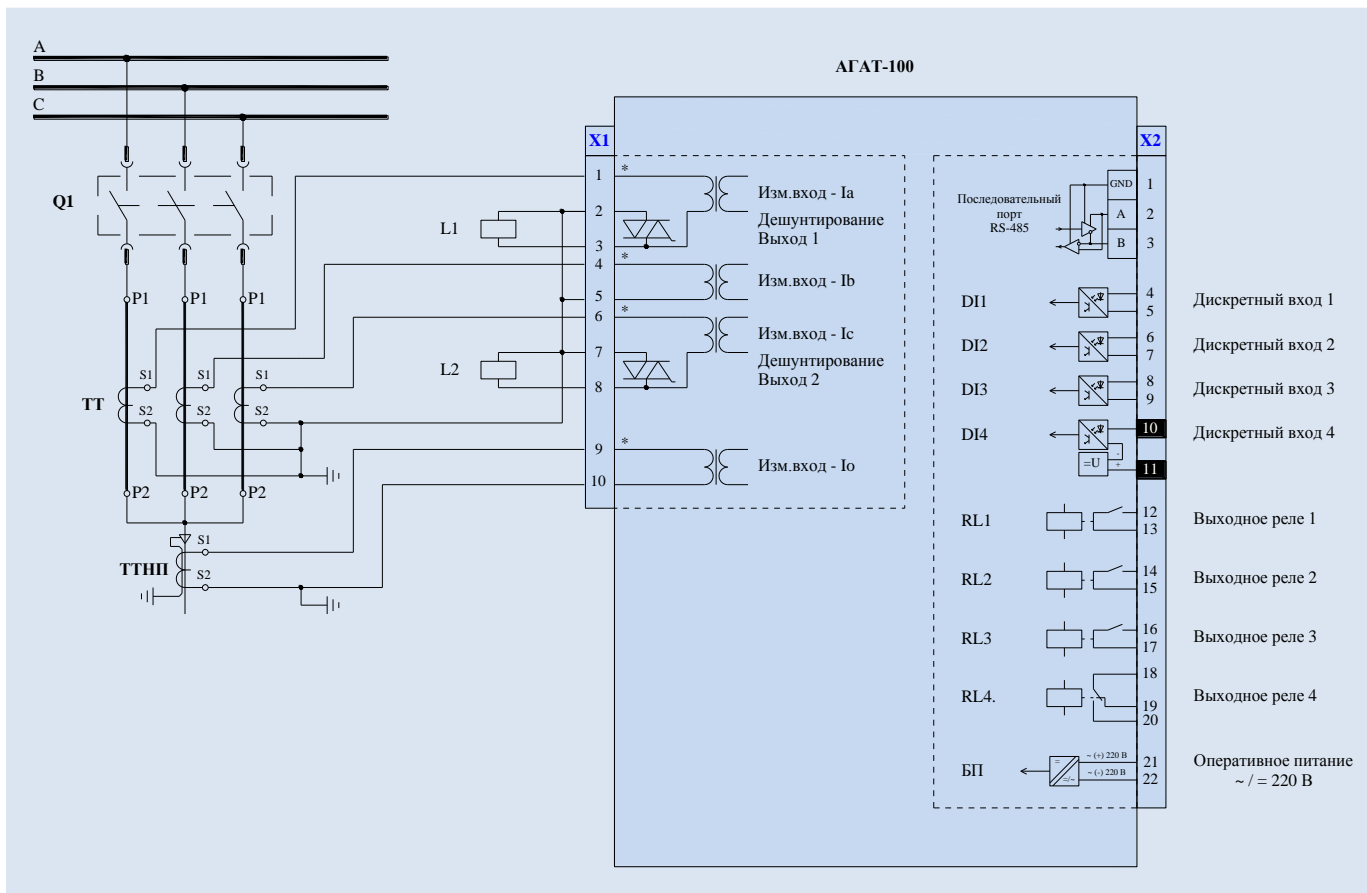 АГАТ-100
A
B
C
Q1
P1
P1
P1
S1
S1
S1
ТТ
S2
S2
S2
P2
P2
P2
S1
ТТНП
S2
L1
L2
X1
1
2
3
4
5
6
7
8
9
10
*
*
*
*
Изм.вход - Ia
Дешунтирование
Выход 1
Изм.вход - Ib
Изм.вход - Ic
Дешунтирование
Выход 2
Изм.вход - Io
X2
Последовательный
порт
RS-485
GND
1
A
2
B
3
DI1
4
5
Дискретный вход 1
DI2
6
7
Дискретный вход 2
DI3
8
9
Дискретный вход 3
DI4
10
Дискретный вход 4
=U
-
+
11
RL1
12
13
Выходное реле 1
RL2
14
15
Выходное реле 2
RL3
16
17
Выходное реле 3
RL4.
18
19
20
Выходное реле 4
БП
=
=/~
~ (+) 220 В
~ (-) 220 В
21
22
Оперативное питание
~ / = 220 В